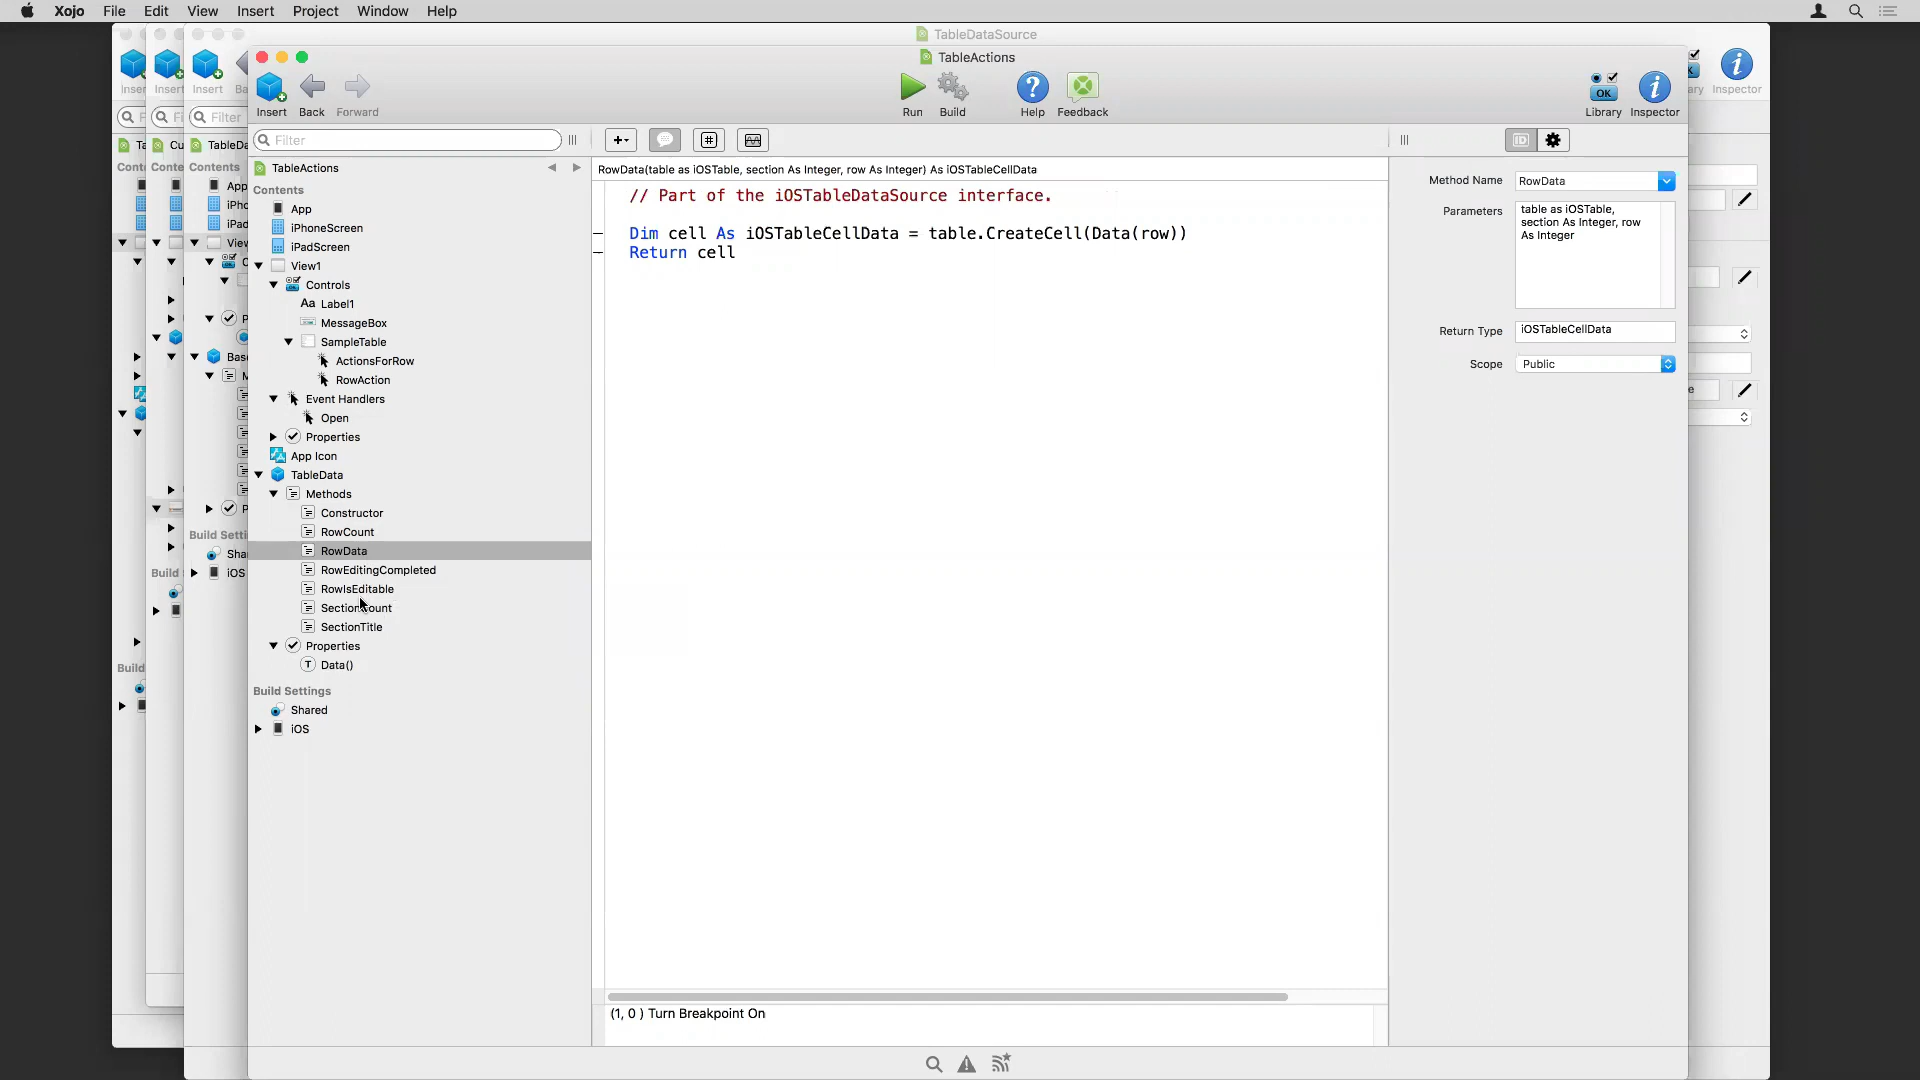 Xojo File Edit View Insert Project Window Help
TableDataSource
TableActions
Insert Back Forward
Run Build Help Feedback
Library Inspector
OK
Inspector
Insert
Filter
TableActions
Contents
App
iPhoneScreen
iPadScreen
View1
Controls
Aa Label1
MessageBox
SampleTable
ActionsForRow
RowAction
Event Handlers
Open
Properties
App Icon
TableData
Methods
Constructor
RowCount
RowData
RowEditingCompleted
RowIsEditable
SectionCount
SectionTitle
Properties
T Data()
Build Settings
Shared
iOS
RowData(table as iOSTable, section As Integer, row As Integer) As iOSTableCellData
// Part of the iOSTableDataSource interface.
Dim cell As iOSTableCellData = table.CreateCell(Data(row))
Return cell
(1, 0 ) Turn Breakpoint On
ID
Method Name RowData
Parameters table as iOSTable,
section As Integer, row
As Integer
Return Type iOSTableCellData
Scope Public